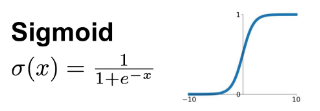 Sigmoid
σ(x) = 1/(1+e^−x)
1
0
−10
10